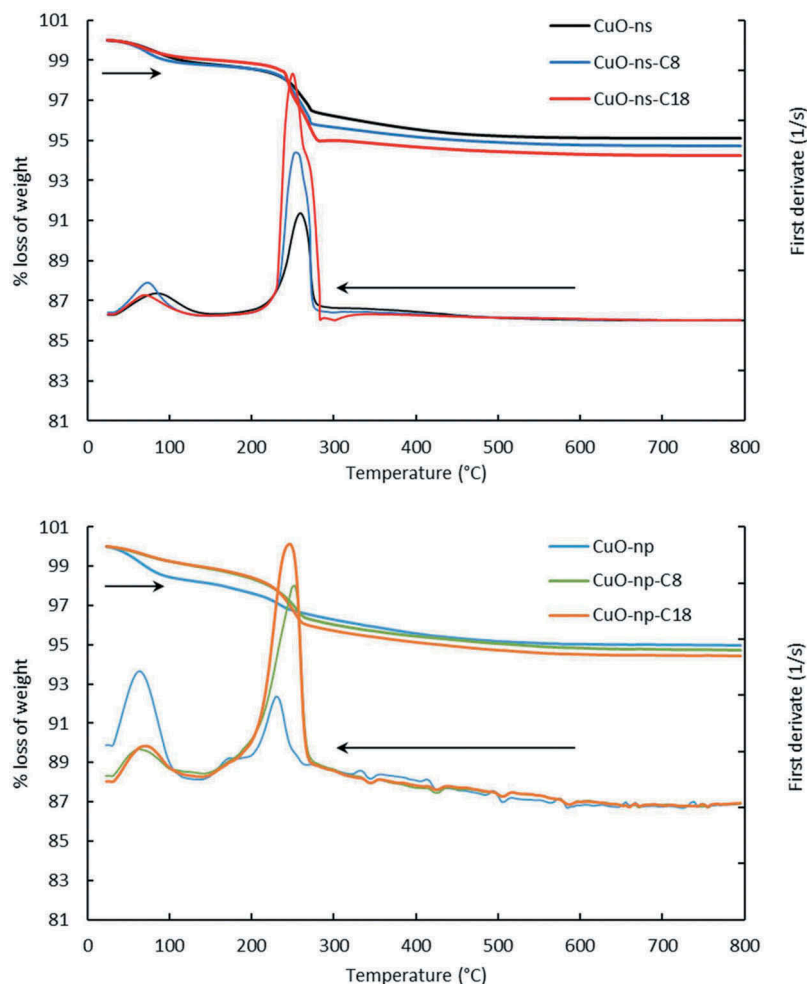 101
99
97
95
93
91
89
87
85
83
81
% loss of weight
CuO-ns
CuO-ns-C8
CuO-ns-C18
First derivate (1/s)
0 100 200 300 400 500 600 700 800
Temperature (°C)
101
99
97
95
93
91
89
87
85
83
81
% loss of weight
CuO-np
CuO-np-C8
CuO-np-C18
First derivate (1/s)
0 100 200 300 400 500 600 700 800
Temperature (°C)